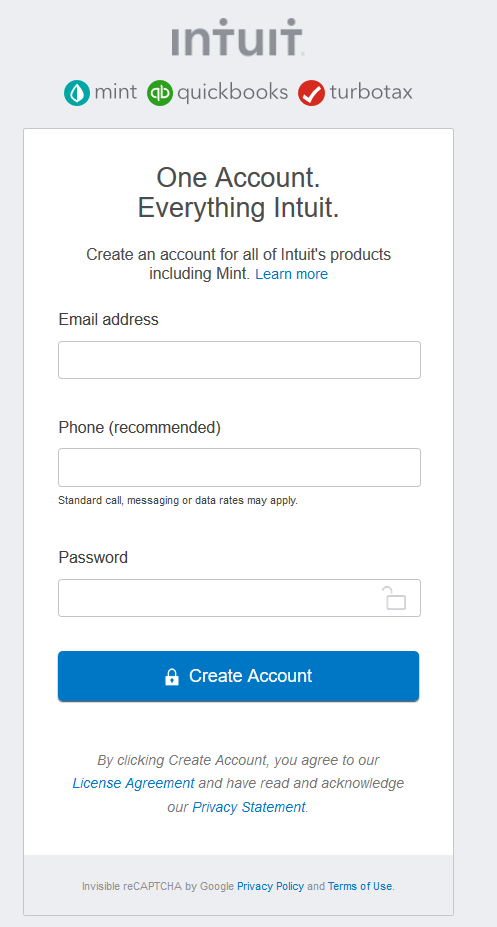 intuit.
mint qb quickbooks turbotax
One Account.
Everything Intuit.
Create an account for all of Intuit's products
including Mint. Learn more
Email address
Phone (recommended)
Standard call, messaging or data rates may apply.
Password
Create Account
By clicking Create Account, you agree to our
License Agreement and have read and acknowledge
our Privacy Statement.
Invisible reCAPTCHA by Google Privacy Policy and Terms of Use.